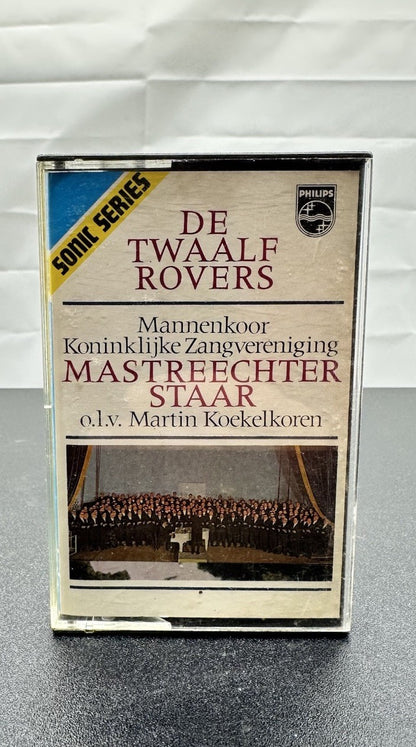 SONIC SERIES
PHILIPS
DE
TWAALF
ROVERS
Mannenkoor
Koninklijke Zangvereniging
MASTREECHTER
STAAR
o.l.v. Martin Koekelkoren